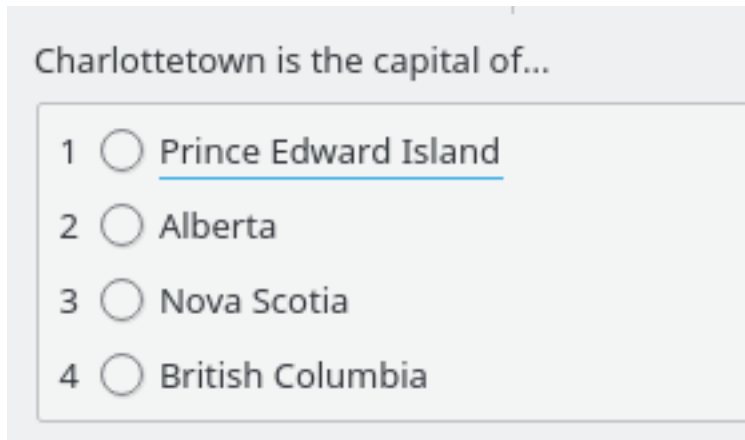 Charlottetown is the capital of...
1 Prince Edward Island
2 Alberta
3 Nova Scotia
4 British Columbia